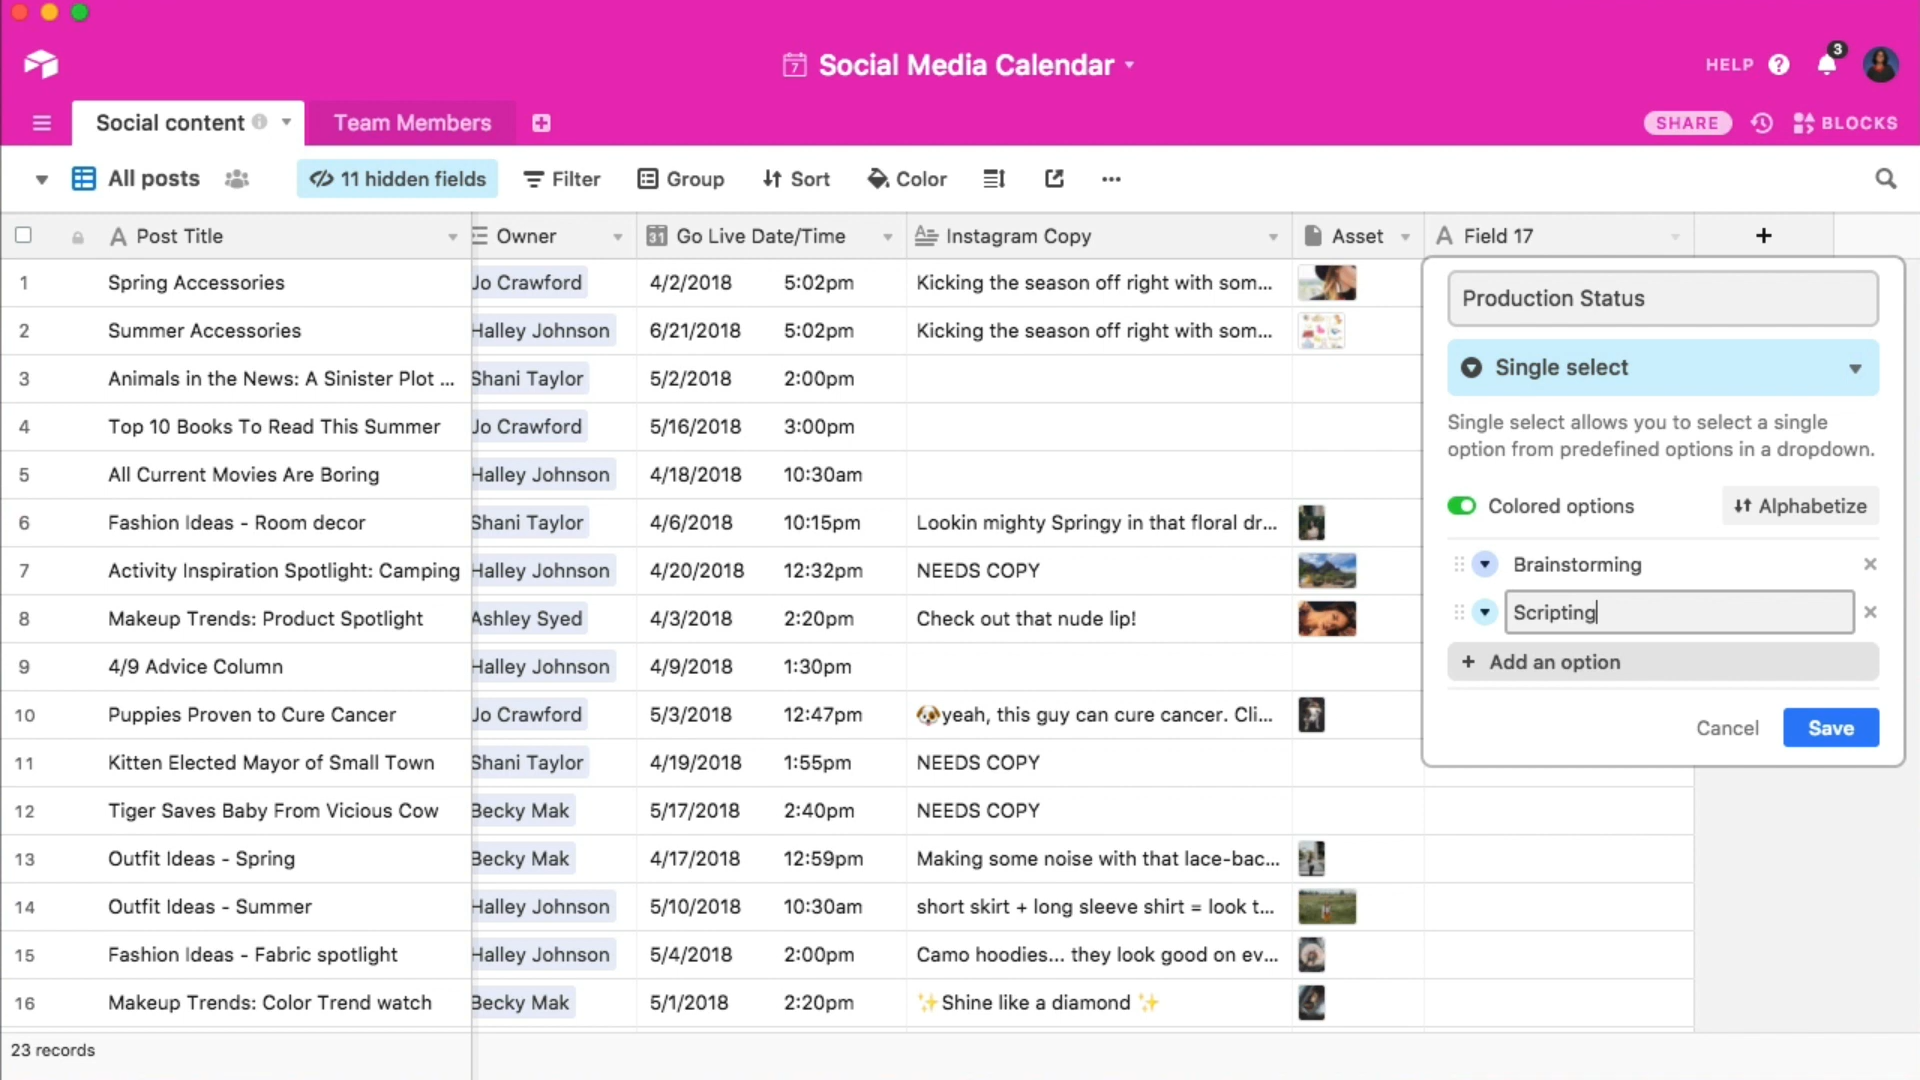 Social Media Calendar
HELP ? 3
Social content Team Members
SHARE BLOCKS
All posts 11 hidden fields Filter Group Sort Color
Post Title Owner 31 Go Live Date/Time Instagram Copy Asset Field 17 +
1 Spring Accessories Jo Crawford 4/2/2018 5:02pm Kicking the season off right with som...
2 Summer Accessories Halley Johnson 6/21/2018 5:02pm Kicking the season off right with som...
3 Animals in the News: A Sinister Plot ... Shani Taylor 5/2/2018 2:00pm
4 Top 10 Books To Read This Summer Jo Crawford 5/16/2018 3:00pm
5 All Current Movies Are Boring Halley Johnson 4/18/2018 10:30am
6 Fashion Ideas - Room decor Shani Taylor 4/6/2018 10:15pm Lookin mighty Springy in that floral dr...
7 Activity Inspiration Spotlight: Camping Halley Johnson 4/20/2018 12:32pm NEEDS COPY
8 Makeup Trends: Product Spotlight Ashley Syed 4/3/2018 2:20pm Check out that nude lip!
9 4/9 Advice Column Halley Johnson 4/9/2018 1:30pm
10 Puppies Proven to Cure Cancer Jo Crawford 5/3/2018 12:47pm 🐶yeah, this guy can cure cancer. Cli...
11 Kitten Elected Mayor of Small Town Shani Taylor 4/19/2018 1:55pm NEEDS COPY
12 Tiger Saves Baby From Vicious Cow Becky Mak 5/17/2018 2:40pm NEEDS COPY
13 Outfit Ideas - Spring Becky Mak 4/17/2018 12:59pm Making some noise with that lace-bac...
14 Outfit Ideas - Summer Halley Johnson 5/10/2018 10:30am short skirt + long sleeve shirt = look t...
15 Fashion Ideas - Fabric spotlight Halley Johnson 5/4/2018 2:00pm Camo hoodies... they look good on ev...
16 Makeup Trends: Color Trend watch Becky Mak 5/1/2018 2:20pm ✨Shine like a diamond ✨
23 records
Production Status
Single select
Single select allows you to select a single
option from predefined options in a dropdown.
Colored options Alphabetize
Brainstorming
Scripting
+ Add an option
Cancel Save